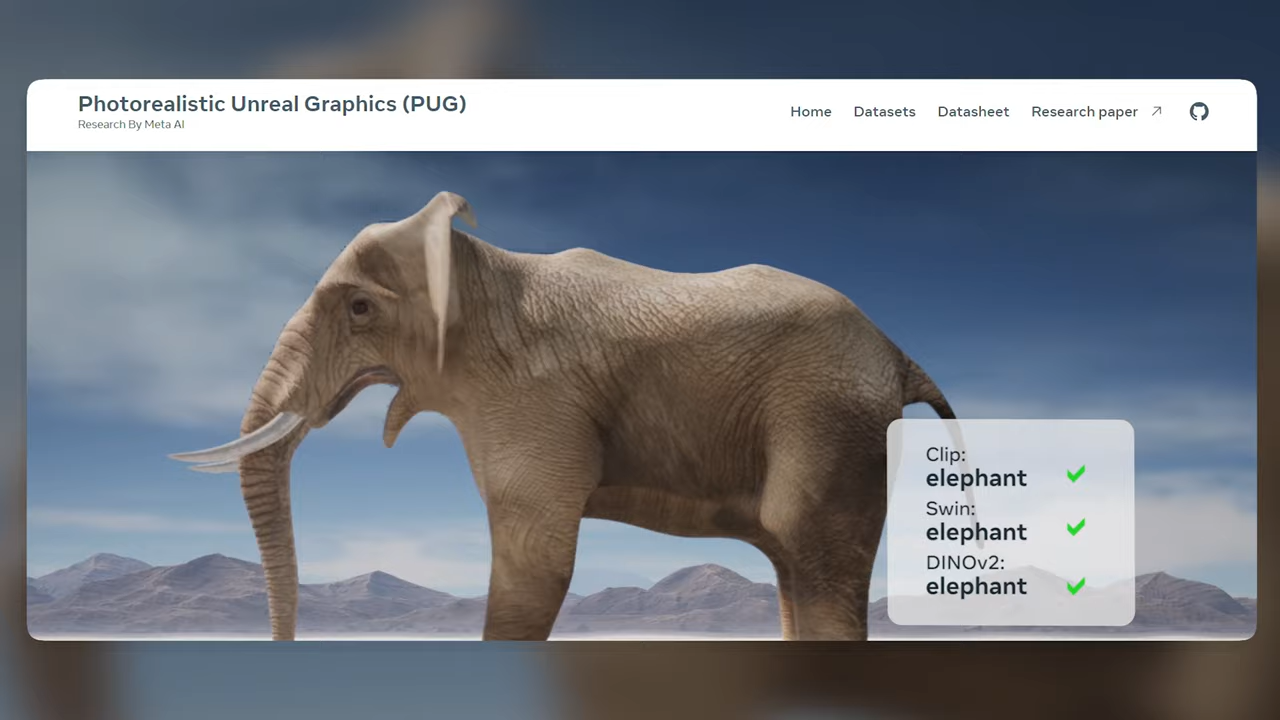 Photorealistic Unreal Graphics (PUG)
Research By Meta AI
Home Datasets Datasheet Research paper
Clip:
elephant
Swin:
elephant
DINOv2:
elephant